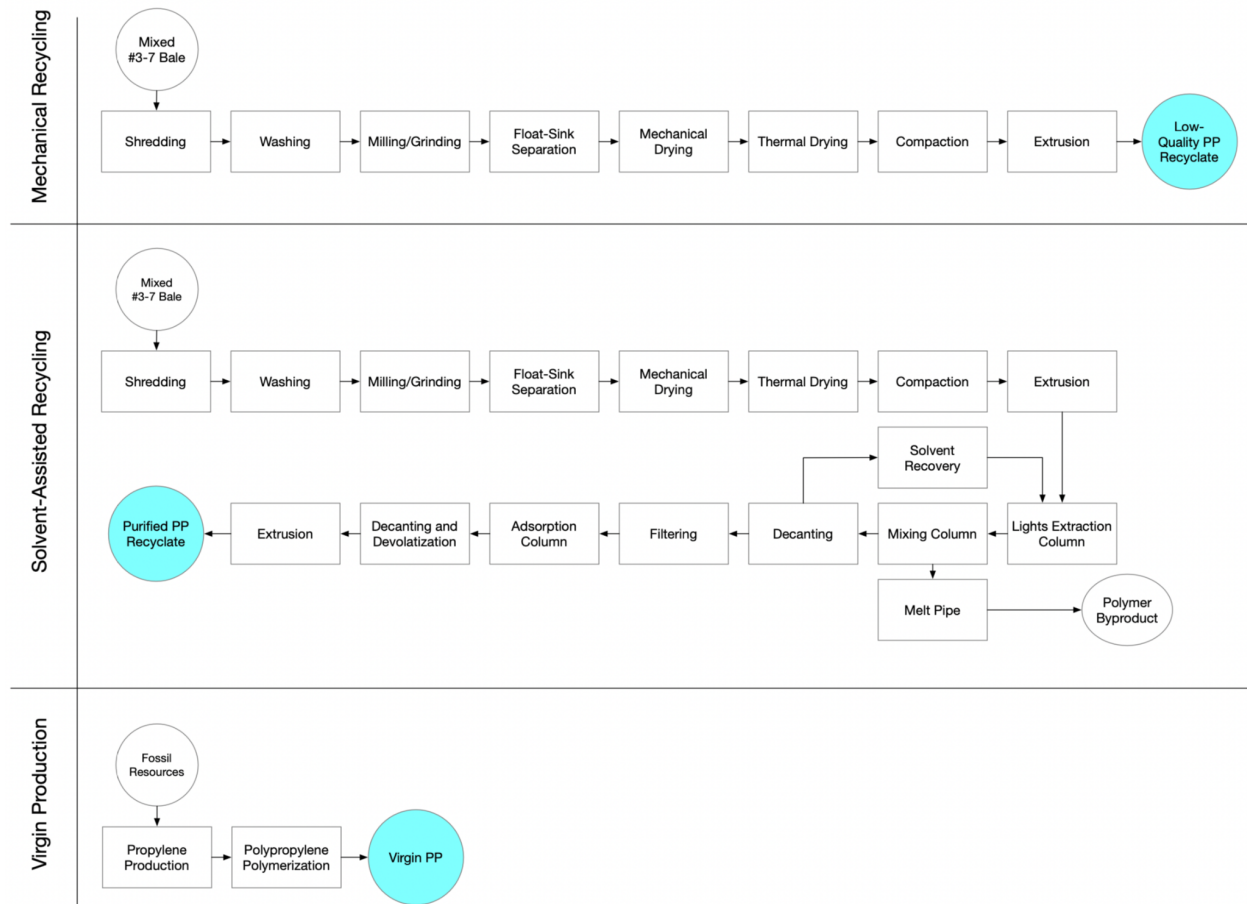 Mechanical Recycling
Mixed
#3-7 Bale
Shredding
Washing
Milling/Grinding
Float-Sink
Separation
Mechanical
Drying
Thermal Drying
Compaction
Extrusion
Low-
Quality PP
Recyclate
Solvent-Assisted Recycling
Mixed
#3-7 Bale
Shredding
Washing
Milling/Grinding
Float-Sink
Separation
Mechanical
Drying
Thermal Drying
Compaction
Extrusion
Solvent
Recovery
Purified PP
Recyclate
Extrusion
Decanting and
Devolatization
Adsorption
Column
Filtering
Decanting
Mixing Column
Lights Extraction
Column
Melt Pipe
Polymer
Byproduct
Virgin Production
Fossil
Resources
Propylene
Production
Polypropylene
Polymerization
Virgin PP